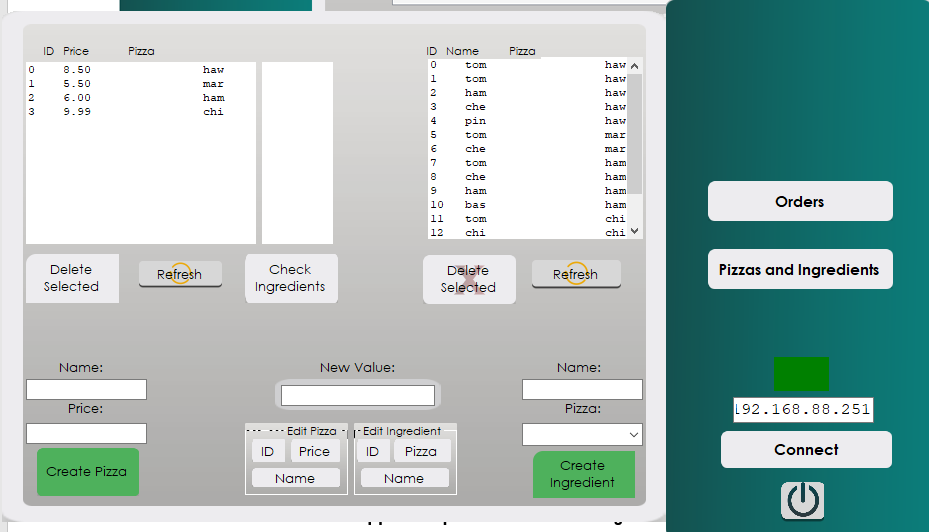 ID Price Pizza
0 8.50 haw
1 5.50 mar
2 6.00 ham
3 9.99 chi
ID Name Pizza
0 tom haw
1 tom haw
2 ham haw
3 che haw
4 pin haw
5 tom mar
6 che mar
7 tom ham
8 che ham
9 ham ham
10 bas ham
11 tom chi
12 chi chi
Delete
Selected
Refresh
Check
Ingredients
Delete
Selected
Refresh
Name:
Price:
Create Pizza
New Value:
Edit Pizza
ID Price
Name
Edit Ingredient
ID Pizza
Name
Name:
Pizza:
Create
Ingredient
Orders
Pizzas and Ingredients
192.168.88.251
Connect